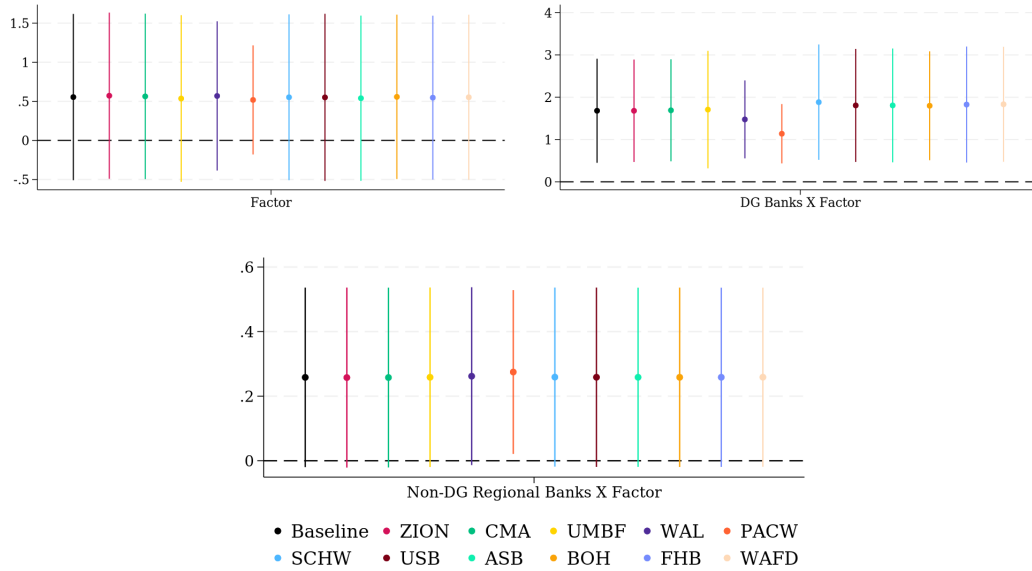 1.5
1
.5
0
-.5
Factor
4
3
2
1
0
DG Banks X Factor
.6
.4
.2
0
Non-DG Regional Banks X Factor
Baseline ZION CMA UMBF WAL PACW
SCHW USB ASB BOH FHB WAFD